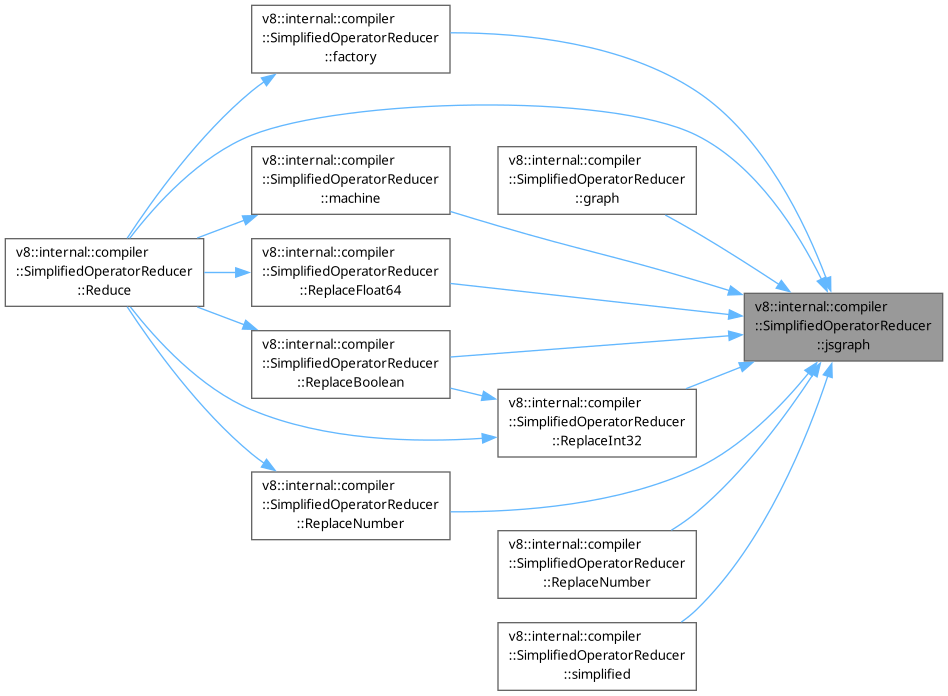 v8::internal::compiler
::SimplifiedOperatorReducer
::factory
v8::internal::compiler
::SimplifiedOperatorReducer
::machine
v8::internal::compiler
::SimplifiedOperatorReducer
::graph
v8::internal::compiler
::SimplifiedOperatorReducer
::Reduce
v8::internal::compiler
::SimplifiedOperatorReducer
::ReplaceFloat64
v8::internal::compiler
::SimplifiedOperatorReducer
::jsgraph
v8::internal::compiler
::SimplifiedOperatorReducer
::ReplaceBoolean
v8::internal::compiler
::SimplifiedOperatorReducer
::ReplaceInt32
v8::internal::compiler
::SimplifiedOperatorReducer
::ReplaceNumber
v8::internal::compiler
::SimplifiedOperatorReducer
::ReplaceNumber
v8::internal::compiler
::SimplifiedOperatorReducer
::simplified